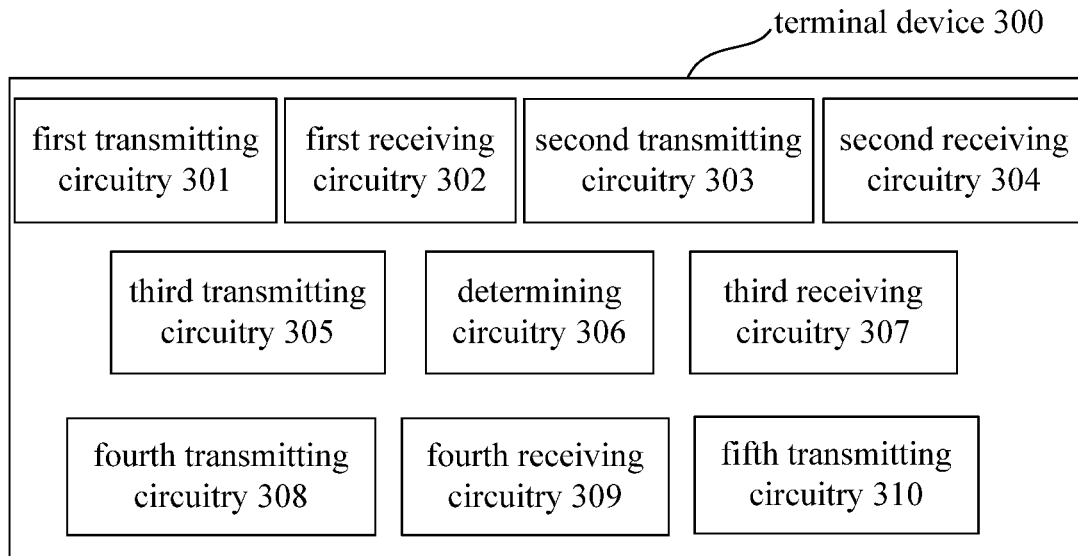 terminal device 300
first transmitting
circuitry 301
first receiving
circuitry 302
second transmitting
circuitry 303
second receiving
circuitry 304
third transmitting
circuitry 305
determining
circuitry 306
third receiving
circuitry 307
fourth transmitting
circuitry 308
fourth receiving
circuitry 309
fifth transmitting
circuitry 310